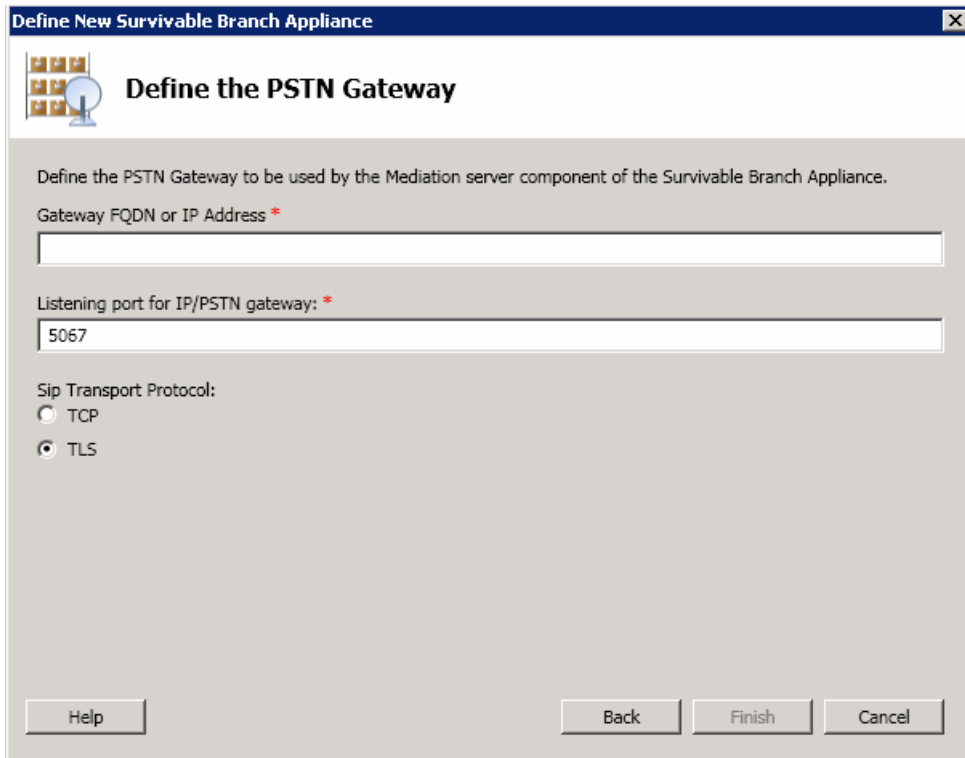 Define New Survivable Branch Appliance
Define the PSTN Gateway
Define the PSTN Gateway to be used by the Mediation server component of the Survivable Branch Appliance.
Gateway FQDN or IP Address *
Listening port for IP/PSTN gateway: *
5067
Sip Transport Protocol:
TCP
TLS
Help Back Finish Cancel